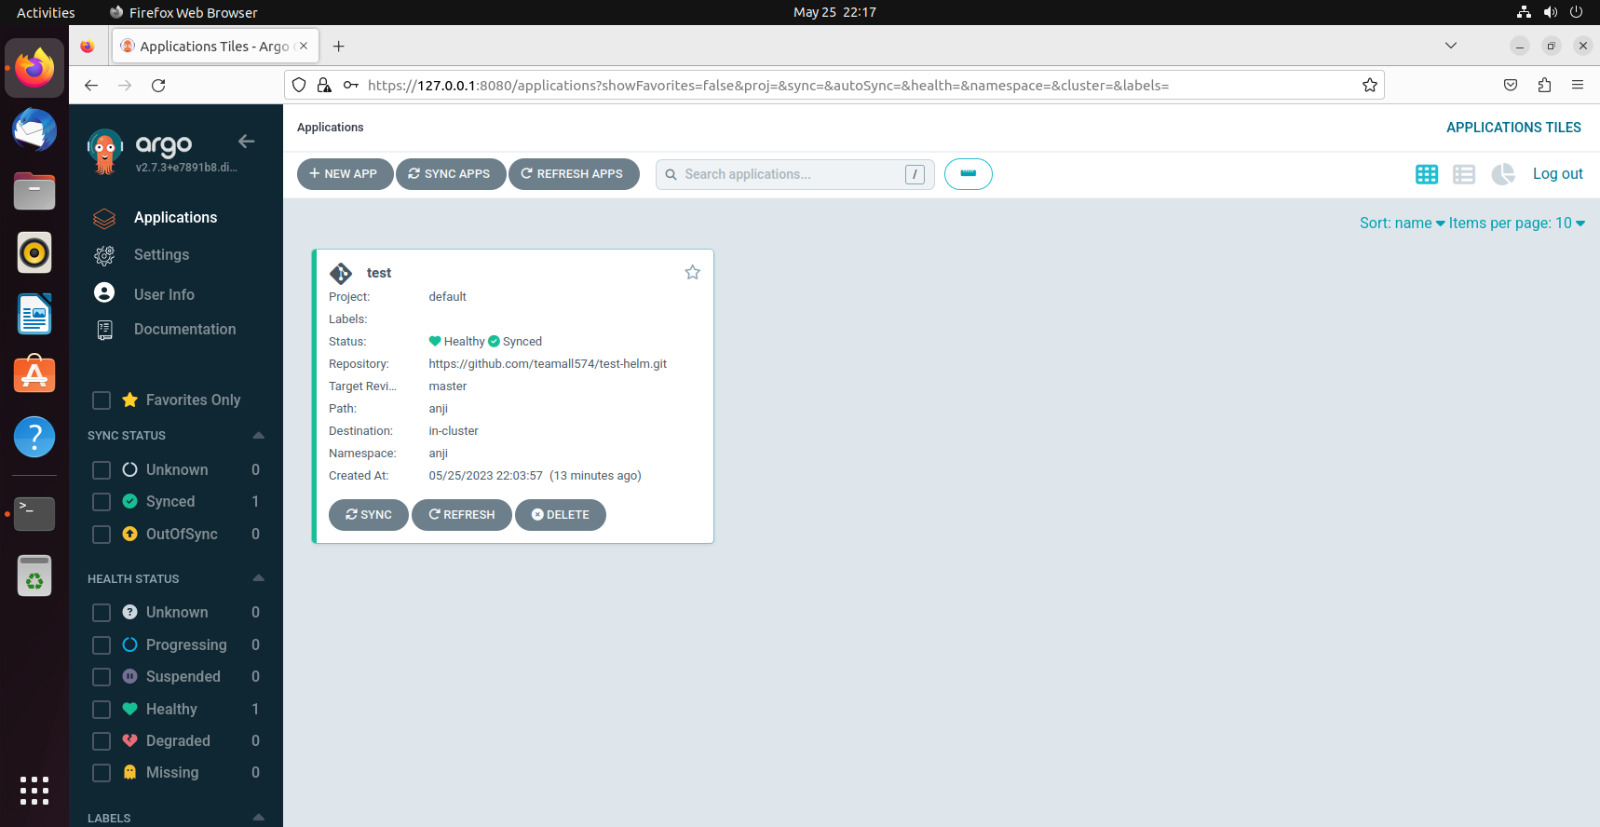 Activities Firefox Web Browser May 25 22:17
Applications Tiles - Argo
https://127.0.0.1:8080/applications?showFavorites=false&proj=&sync=&autoSync=&health=&namespace=&cluster=&labels=
argo
v2.7.3+e7891b8.di...
Applications
Settings
User Info
Documentation
Favorites Only
SYNC STATUS
Unknown 0
Synced 1
OutOfSync 0
HEALTH STATUS
Unknown 0
Progressing 0
Suspended 0
Healthy 1
Degraded 0
Missing 0
LABELS
Applications APPLICATIONS TILES
+ NEW APP SYNC APPS REFRESH APPS Search applications... / Log out
Sort: name Items per page: 10
test
Project: default
Labels:
Status: Healthy Synced
Repository: https://github.com/teamall574/test-helm.git
Target Revi... master
Path: anji
Destination: in-cluster
Namespace: anji
Created At: 05/25/2023 22:03:57 (13 minutes ago)
SYNC REFRESH DELETE